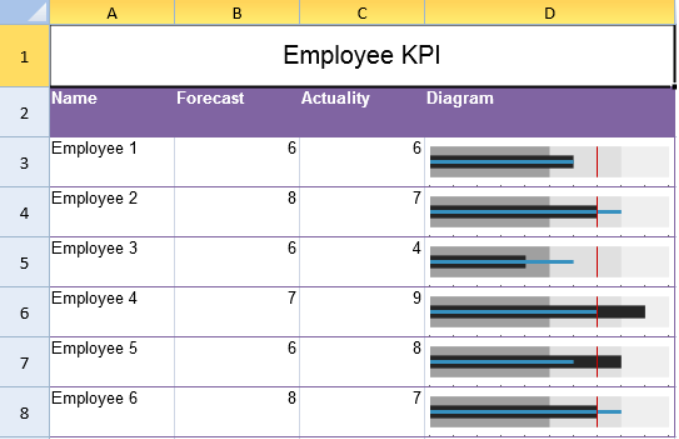 A B C D
1 Employee KPI
2 Name Forecast Actuality Diagram
3 Employee 1 6 6
4 Employee 2 8 7
5 Employee 3 6 4
6 Employee 4 7 9
7 Employee 5 6 8
8 Employee 6 8 7